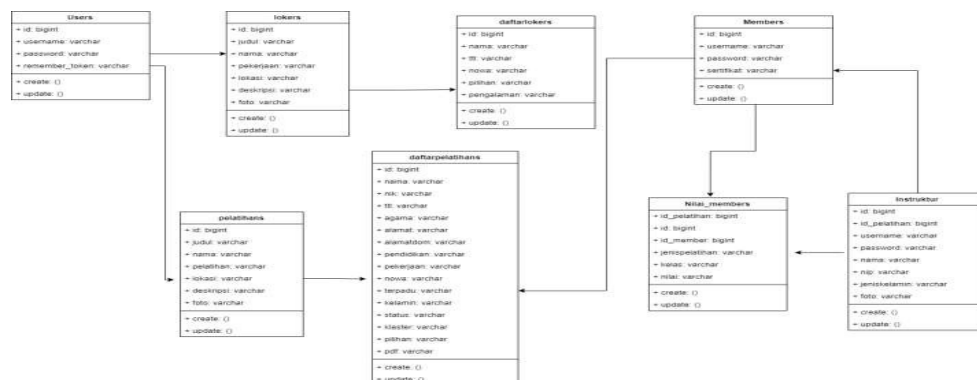 Users
+ id: bigint
+ username: varchar
+ password: varchar
+ remember_token: varchar
+ create: ()
+ update: ()
lokers
+ id: bigint
+ judul: varchar
+ nama: varchar
+ pekerjaan: varchar
+ lokasi: varchar
+ deskripsi: varchar
+ foto: varchar
+ create: ()
+ update: ()
daftarlokers
+ id: bigint
+ nama: varchar
+ ttl: varchar
+ nowa: varchar
+ pilihan: varchar
+ pengalaman: varchar
+ create: ()
+ update: ()
Members
+ id: bigint
+ username: varchar
+ password: varchar
+ sertifikat: varchar
+ create: ()
+ update: ()
pelatihans
+ id: bigint
+ judul: varchar
+ nama: varchar
+ pelatihan: varchar
+ lokasi: varchar
+ deskripsi: varchar
+ foto: varchar
+ create: ()
+ update: ()
daftarpelatihans
+ id: bigint
+ nama: varchar
+ nik: varchar
+ ttl: varchar
+ agama: varchar
+ alamat: varchar
+ alamatdom: varchar
+ pendidikan: varchar
+ pekerjaan: varchar
+ nowa: varchar
+ terpadu: varchar
+ kelamin: varchar
+ status: varchar
+ klaster: varchar
+ pilihan: varchar
+ pdf: varchar
+ create: ()
+ update: ()
Nilai_members
+ id_pelatihan: bigint
+ id: bigint
+ id_member: bigint
+ jenispelatihan: varchar
+ kelas: varchar
+ nilai: varchar
+ create: ()
+ update: ()
Instruktur
+ id: bigint
+ id_pelatihan: bigint
+ username: varchar
+ password: varchar
+ nama: varchar
+ nip: varchar
+ jeniskelamin: varchar
+ foto: varchar
+ create: ()
+ update: ()